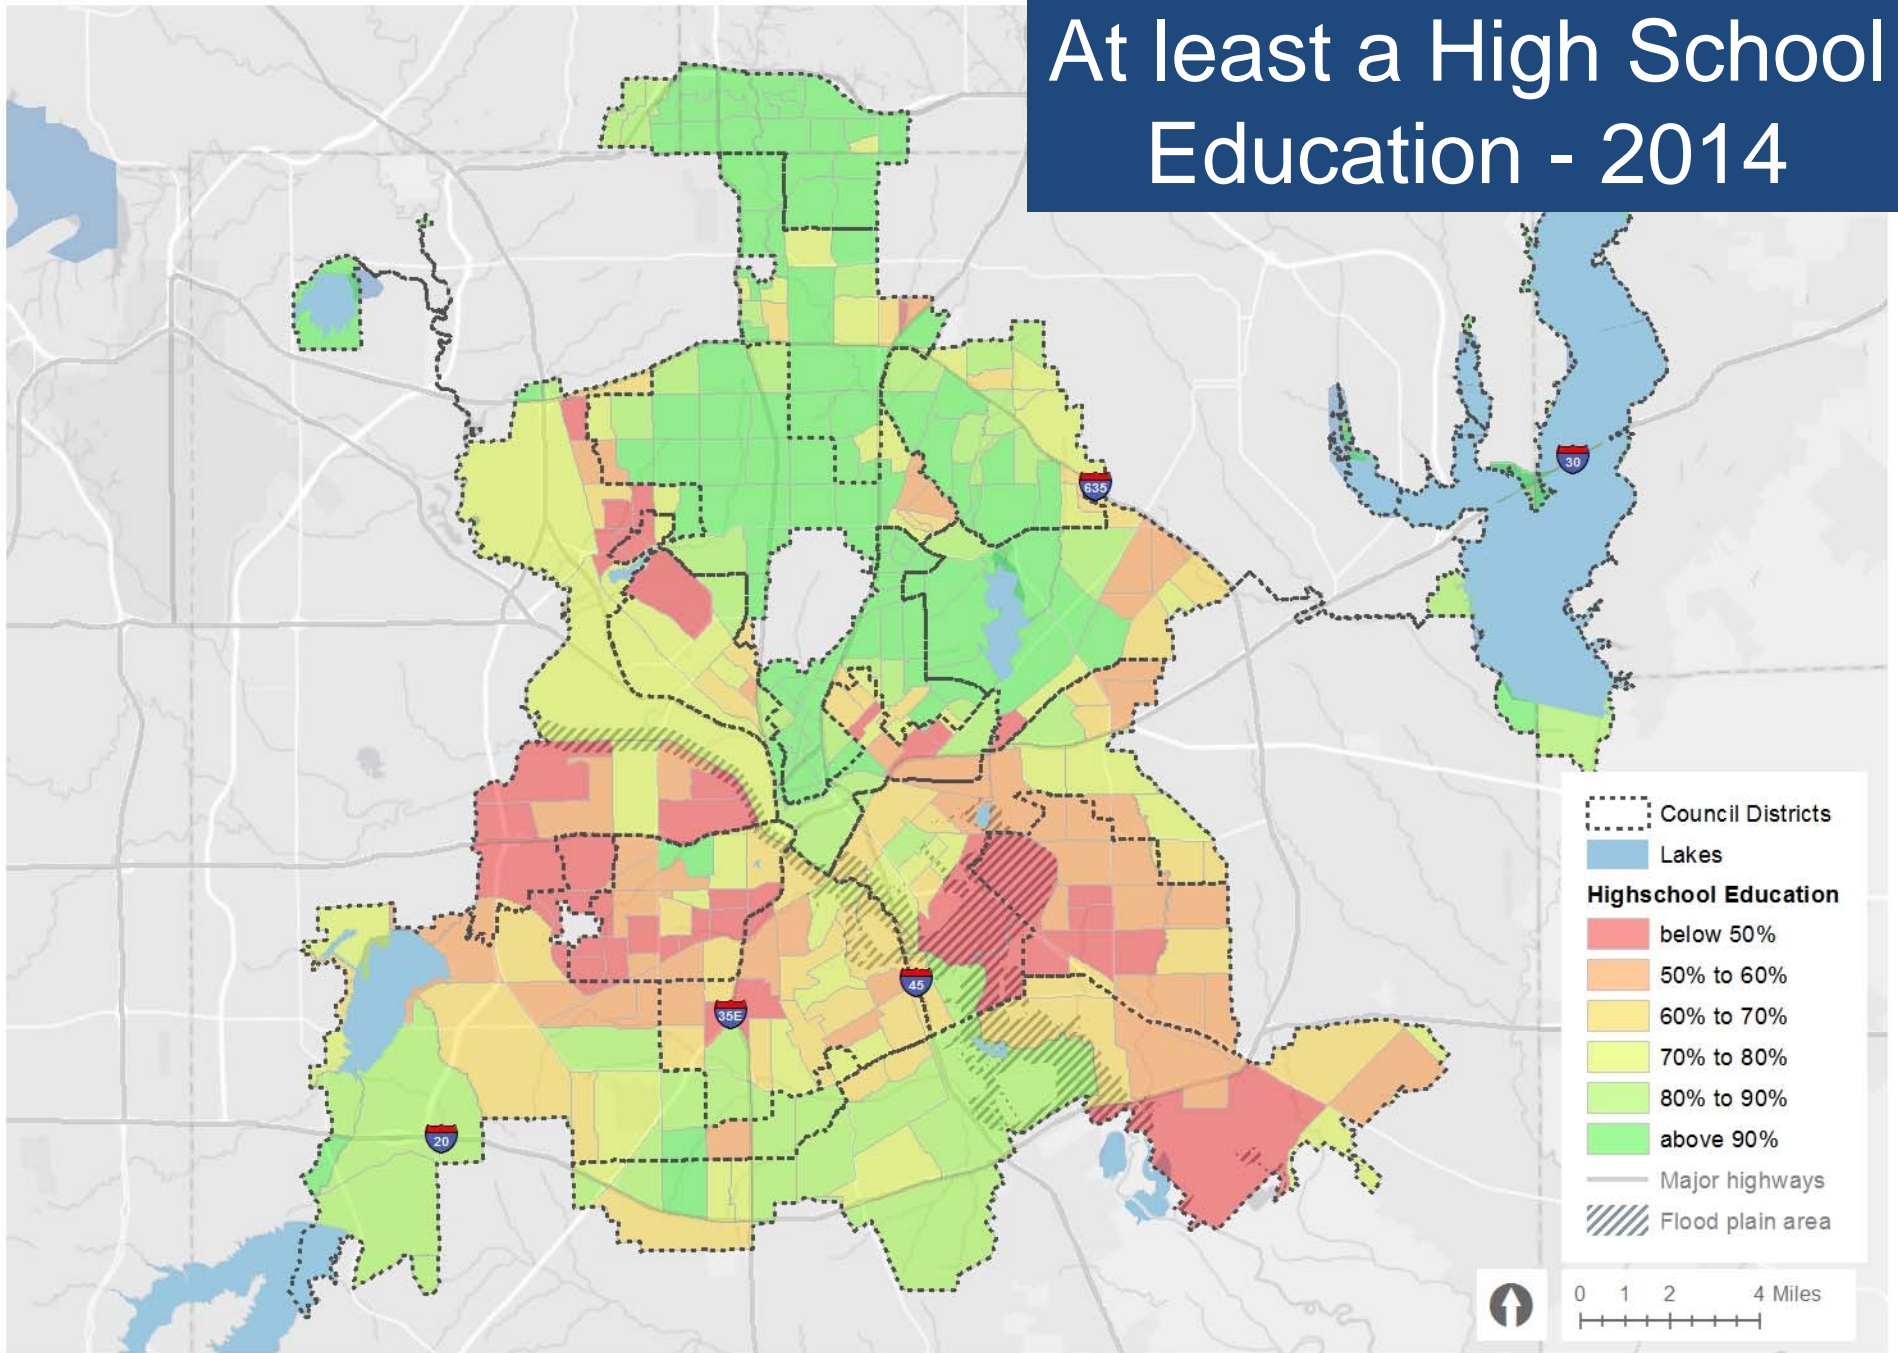 At least a High School
Education - 2014
30
635
45
35E
20
Council Districts
Lakes
Highschool Education
below 50%
50% to 60%
60% to 70%
70% to 80%
80% to 90%
above 90%
Major highways
Flood plain area
0 1 2 4 Miles